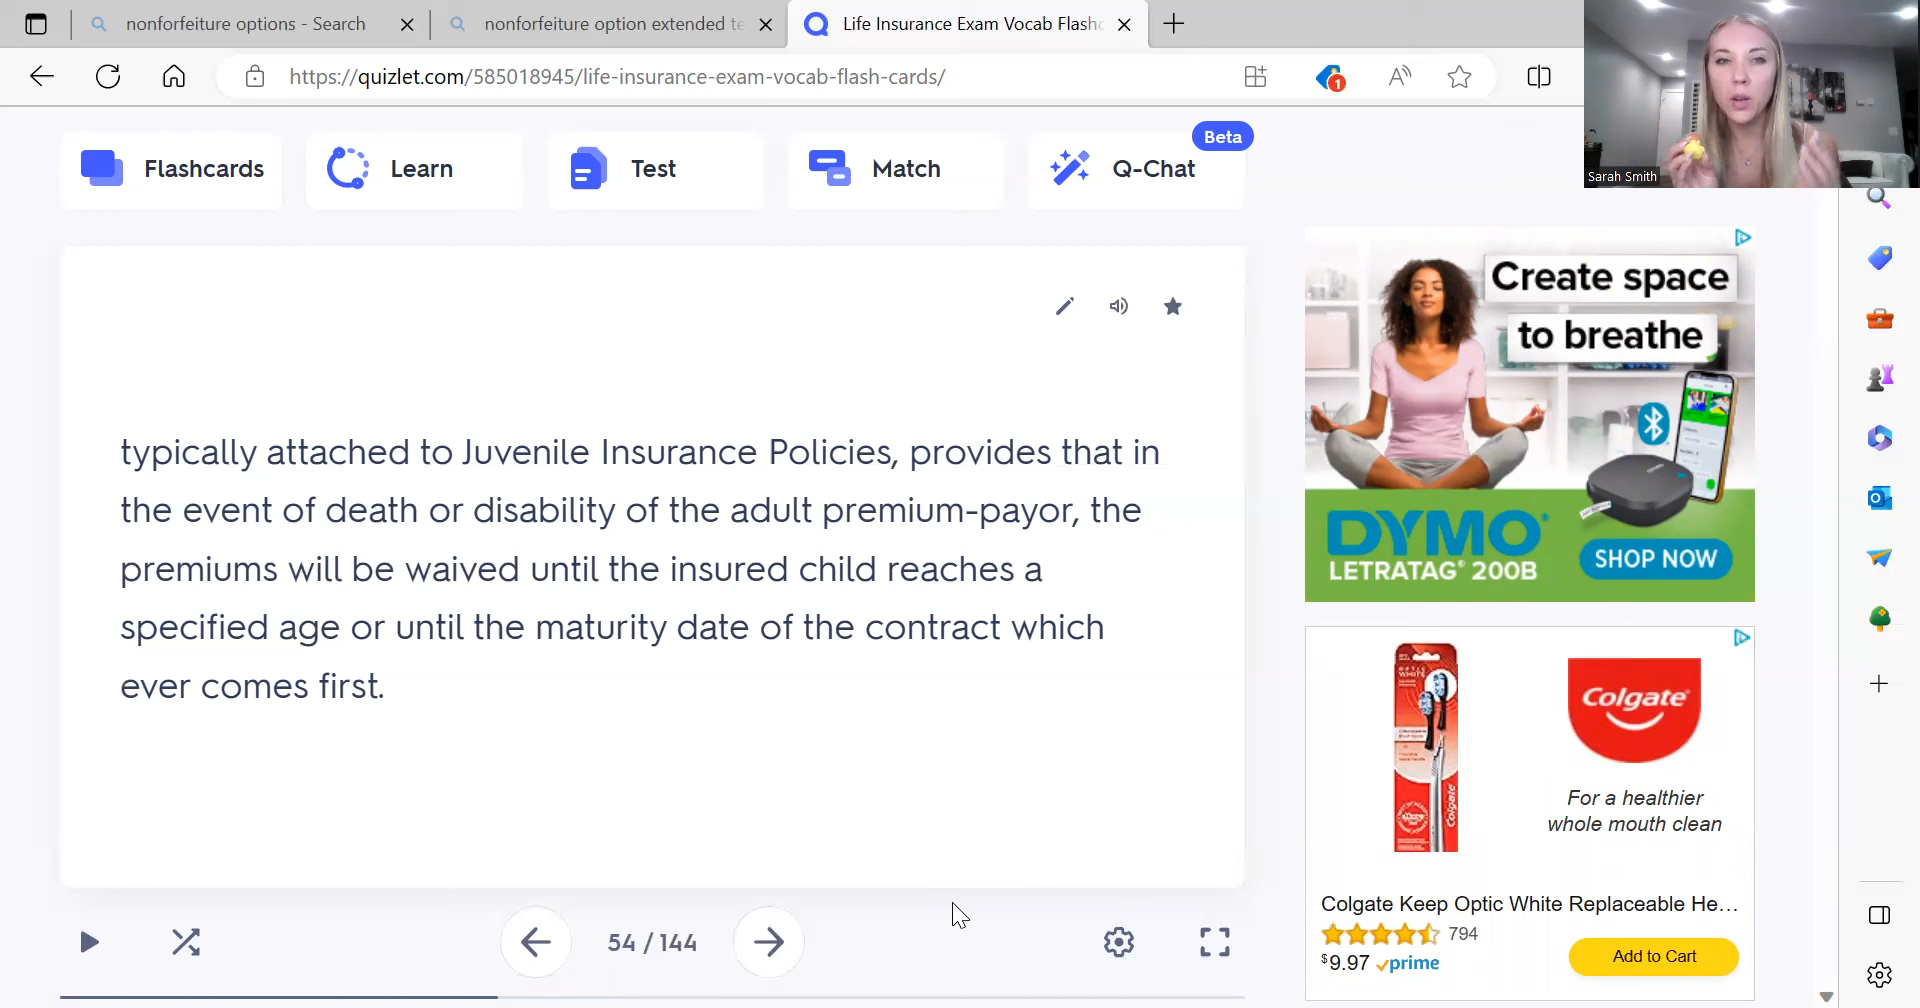 nonforfeiture options - Search
nonforfeiture option extended te
Life Insurance Exam Vocab Flashc
https://quizlet.com/585018945/life-insurance-exam-vocab-flash-cards/
1
Sarah Smith
Flashcards
Learn
Test
Match
Q-Chat
Beta
typically attached to Juvenile Insurance Policies, provides that in
the event of death or disability of the adult premium-payor, the
premiums will be waived until the insured child reaches a
specified age or until the maturity date of the contract which
ever comes first.
54 / 144
Create space
to breathe
DYMO
LETRATAG® 200B
SHOP NOW
Colgate
Colgate
For a healthier
whole mouth clean
Colgate Keep Optic White Replaceable He...
794
$9.97 prime
Add to Cart